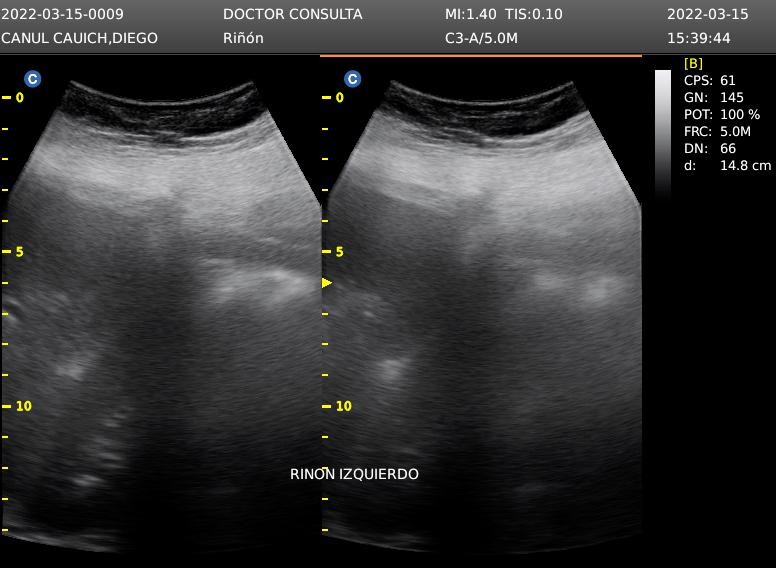 2022-03-15-0009 DOCTOR CONSULTA MI:1.40 TIS:0.10 2022-03-15
CANUL CAUICH,DIEGO Riñón C3-A/5.0M 15:39:44
C C
[B]
CPS: 61
GN: 145
POT: 100 %
FRC: 5.0M
DN: 66
d: 14.8 cm
0 0
5
10 10
RINON IZQUIERDO